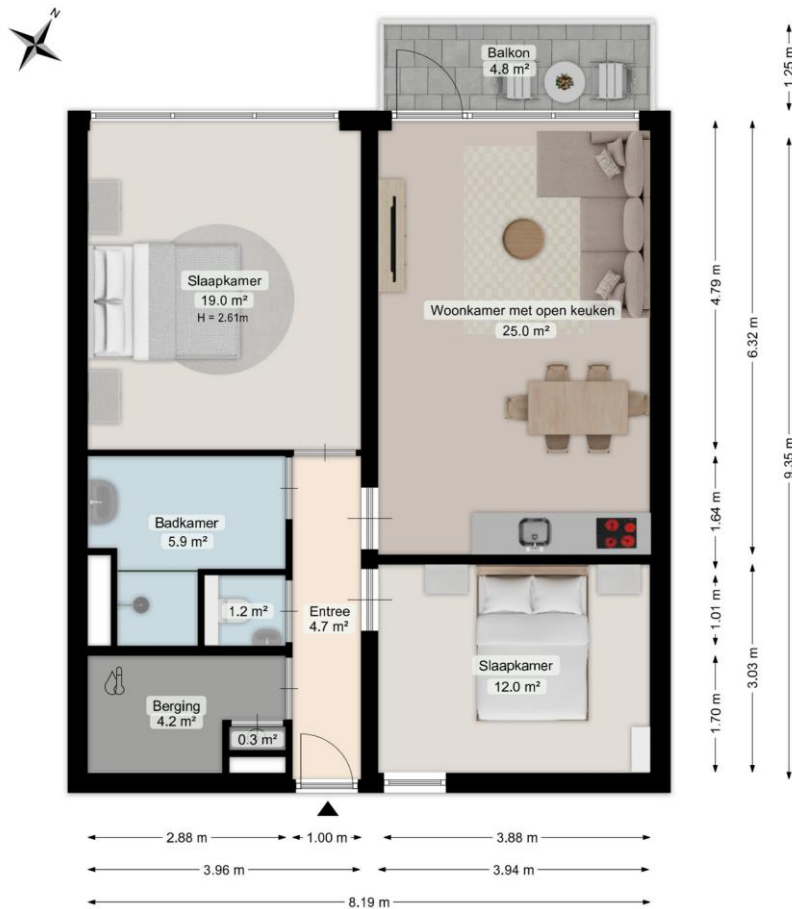 N
Balkon
4.8 m²
1.25 m
Slaapkamer
19.0 m²
H = 2.61m
Woonkamer met open keuken
25.0 m²
4.79 m
6.32 m
9.35 m
Badkamer
5.9 m²
1.64 m
1.2 m²
Entree
4.7 m²
1.01 m
Slaapkamer
12.0 m²
3.03 m
Berging
4.2 m²
0.3 m²
1.70 m
2.88 m
1.00 m
3.88 m
3.96 m
3.94 m
8.19 m